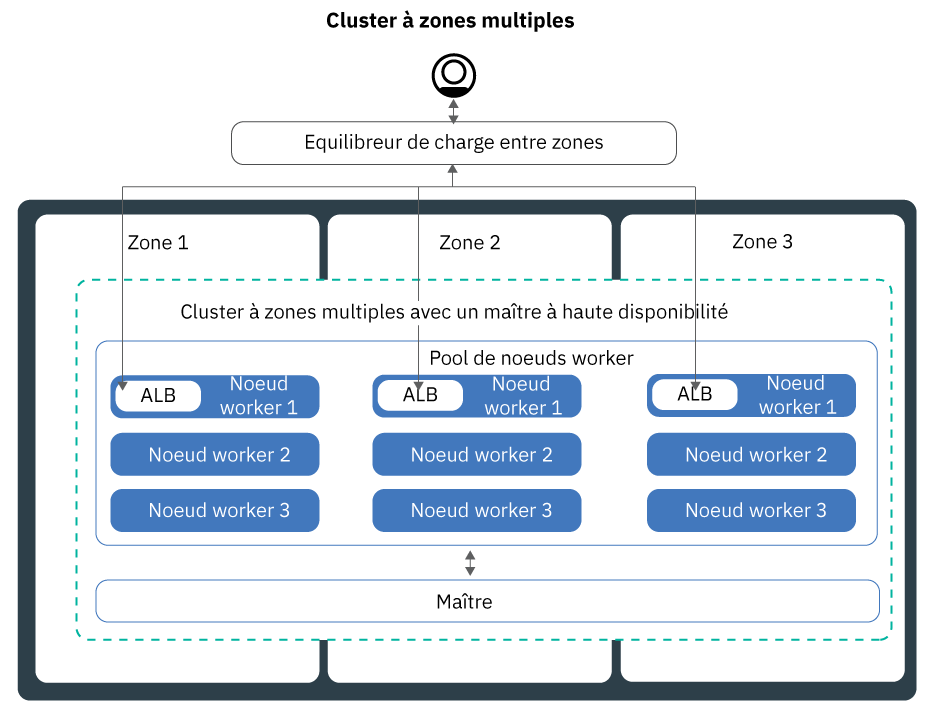 Cluster à zones multiples
Equilibreur de charge entre zones
Zone 1
Zone 2
Zone 3
Cluster à zones multiples avec un maître à haute disponibilité
Pool de noeuds worker
ALB
Noeud
worker 1
ALB
Noeud
worker 1
ALB
Noeud
worker 1
Noeud worker 2
Noeud worker 2
Noeud worker 2
Noeud worker 3
Noeud worker 3
Noeud worker 3
Maître